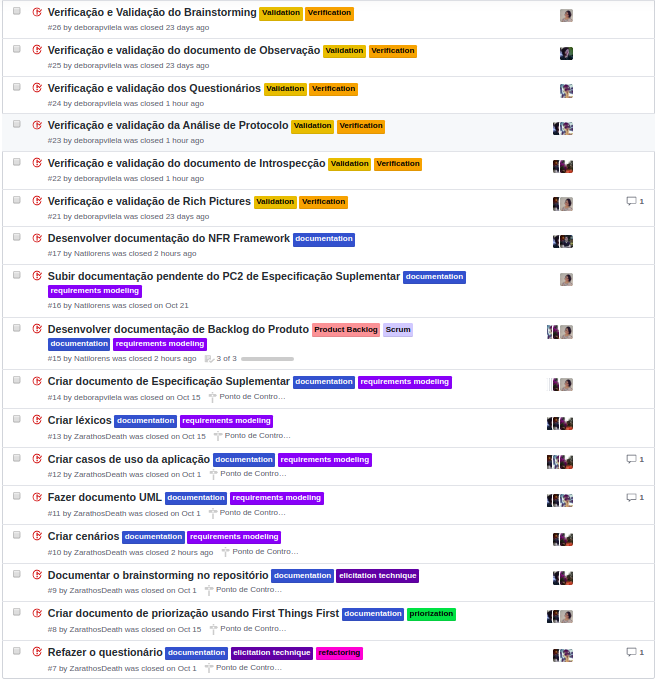 Verificação e Validação do Brainstorming Validation Verification
#26 by deborapvilela was closed 23 days ago
Verificação e validação do documento de Observação Validation Verification
#25 by deborapvilela was closed 23 days ago
Verificação e validação dos Questionários Validation Verification
#24 by deborapvilela was closed 1 hour ago
Verificação e validação da Análise de Protocolo Validation Verification
#23 by deborapvilela was closed 1 hour ago
Verificação e validação do documento de Introspecção Validation Verification
#22 by deborapvilela was closed 1 hour ago
Verificação e validação de Rich Pictures Validation Verification 1
#21 by deborapvilela was closed 23 days ago
Desenvolver documentação do NFR Framework documentation
#17 by Natilorens was closed 2 hours ago
Subir documentação pendente do PC2 de Especificação Suplementar documentation
requirements modeling
#16 by Natilorens was closed on Oct 21
Desenvolver documentação de Backlog do Produto Product Backlog Scrum
documentation requirements modeling
#15 by Natilorens was closed 2 hours ago 3 of 3
Criar documento de Especificação Suplementar documentation requirements modeling
#14 by deborapvilela was closed on Oct 15 Ponto de Contro…
Criar léxicos documentation requirements modeling
#13 by ZarathosDeath was closed on Oct 15 Ponto de Contro…
Criar casos de uso da aplicação documentation requirements modeling 1
#12 by ZarathosDeath was closed on Oct 1 Ponto de Contro…
Fazer documento UML documentation requirements modeling 1
#11 by ZarathosDeath was closed on Oct 1 Ponto de Contro…
Criar cenários documentation requirements modeling
#10 by ZarathosDeath was closed 2 hours ago Ponto de Contro…
Documentar o brainstorming no repositório documentation elicitation technique
#9 by ZarathosDeath was closed on Oct 1 Ponto de Contro…
Criar documento de priorização usando First Things First documentation priorization
#8 by ZarathosDeath was closed on Oct 15 Ponto de Contro…
Refazer o questionário documentation elicitation technique refactoring 1
#7 by ZarathosDeath was closed on Oct 1 Ponto de Contro…